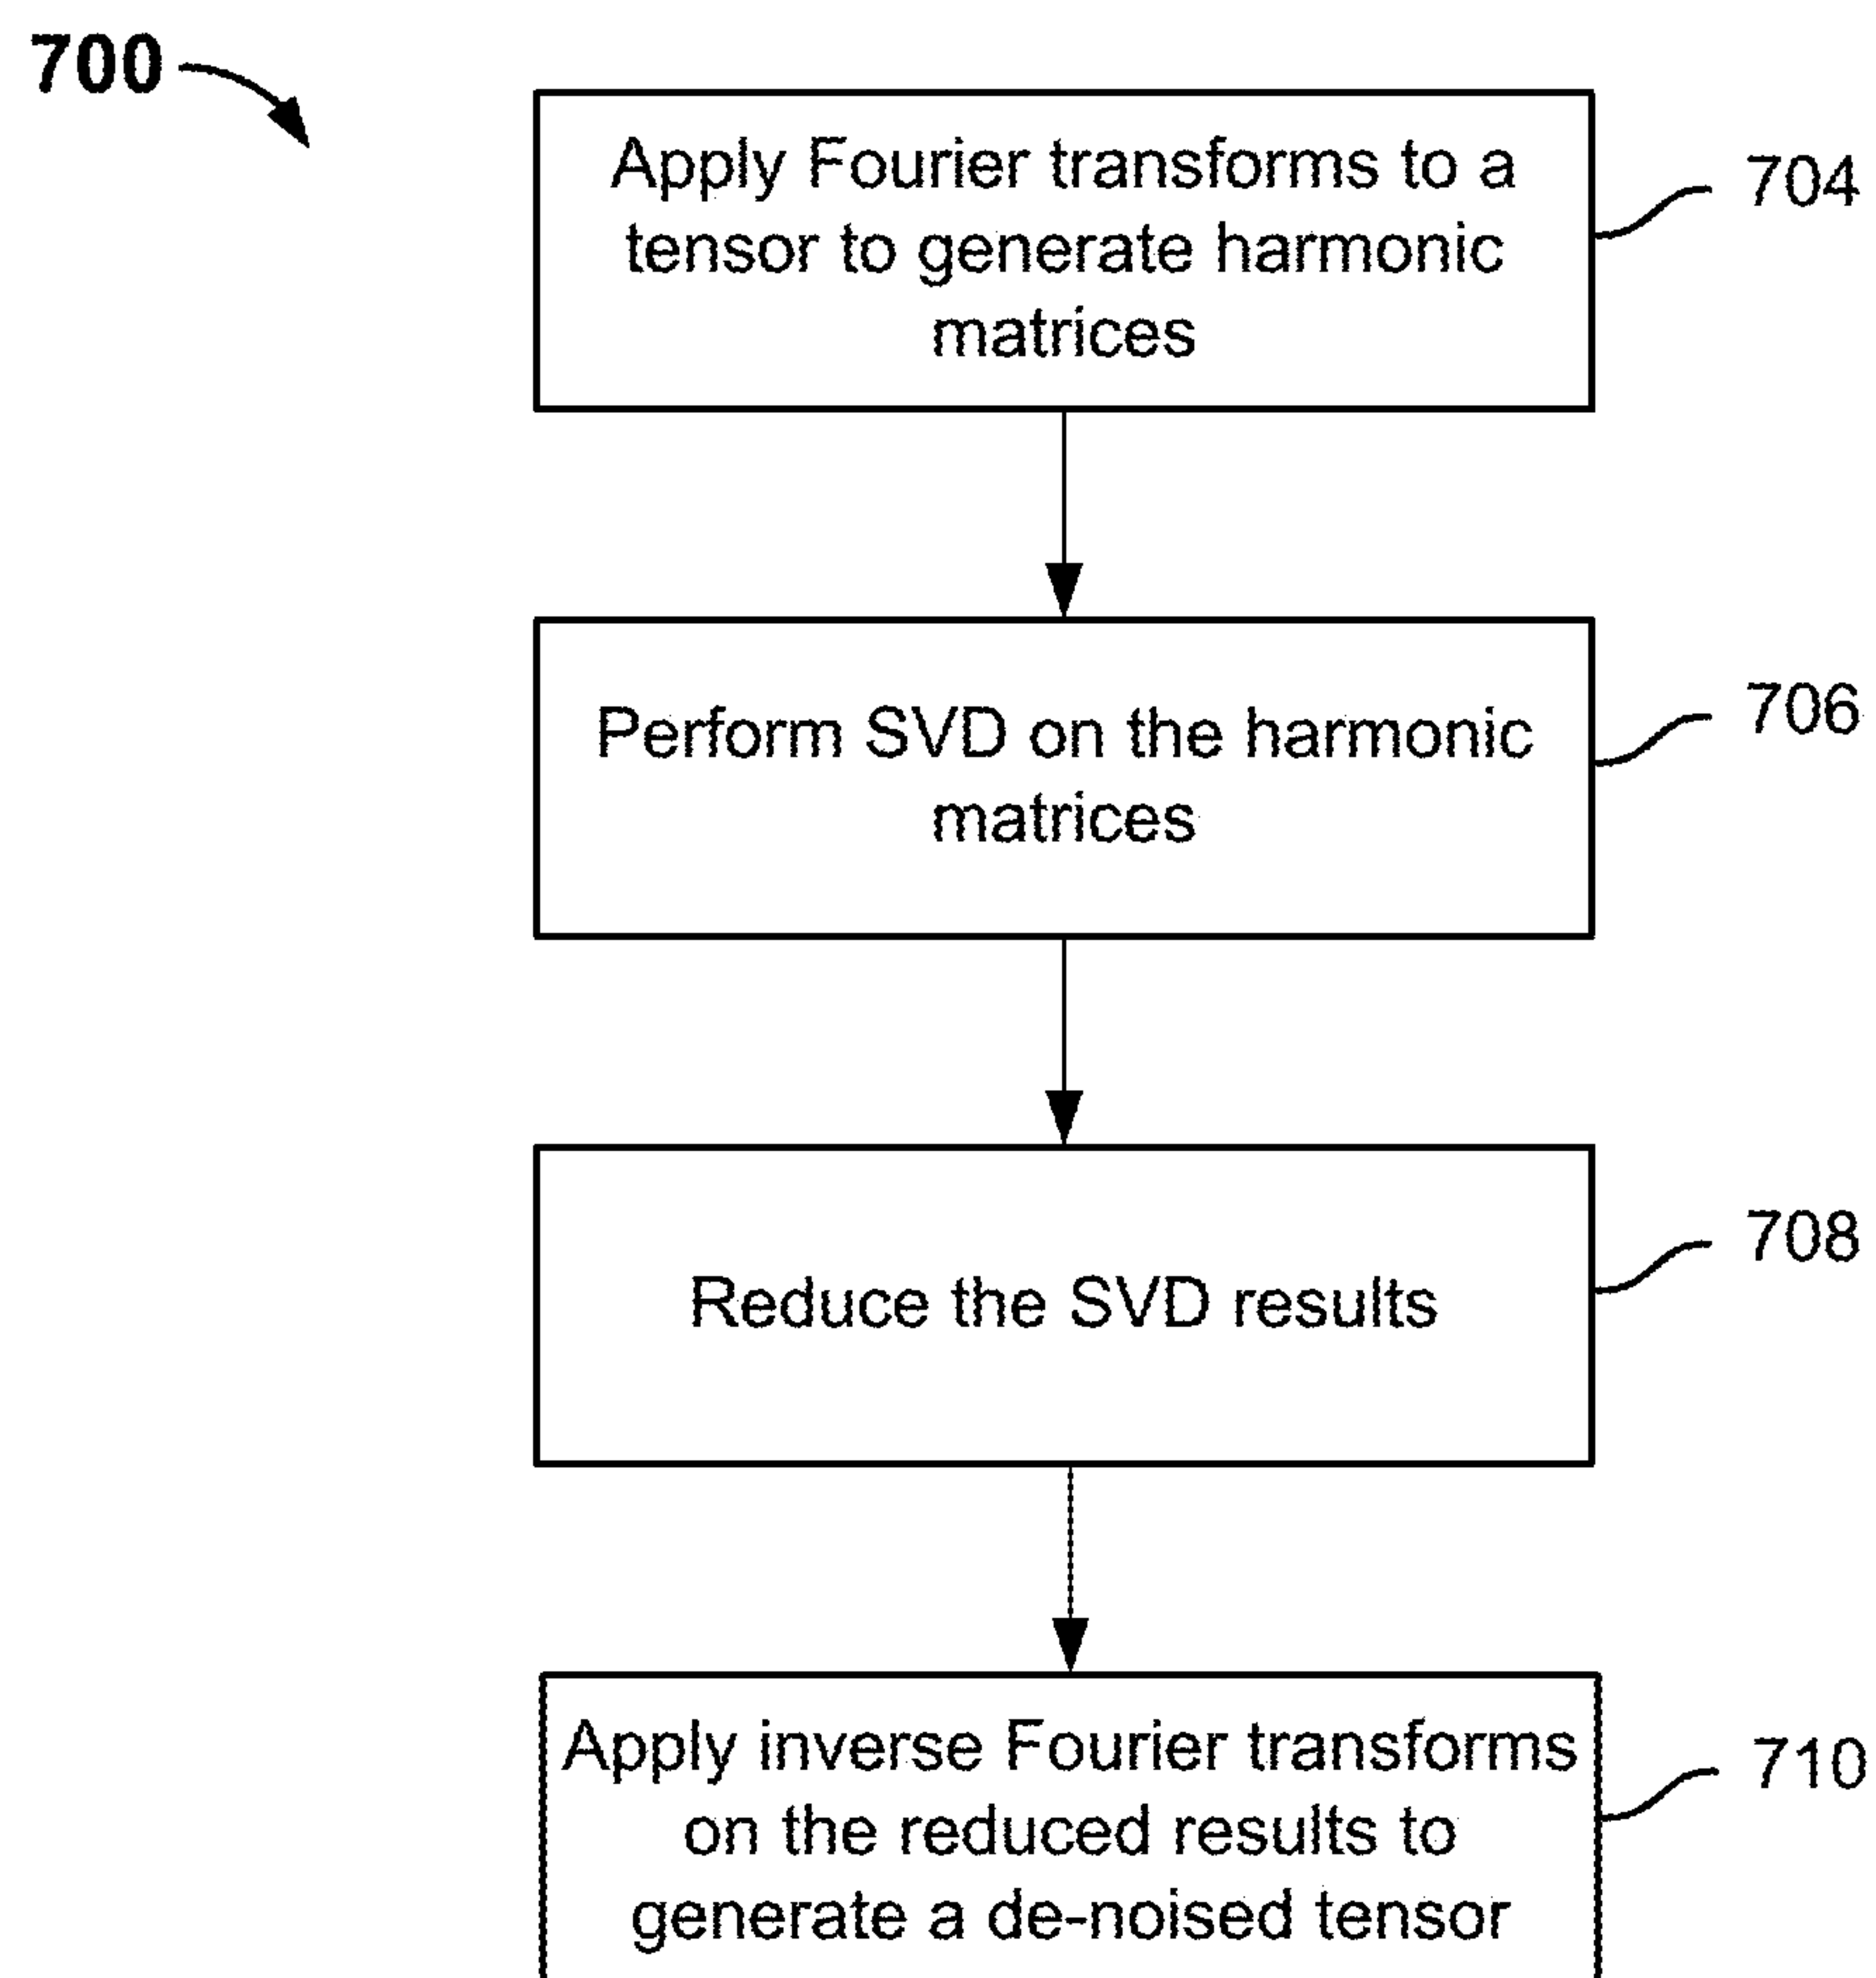 700
Apply Fourier transforms to a
tensor to generate harmonic
matrices
704
Perform SVD on the harmonic
matrices
706
Reduce the SVD results
708
Apply inverse Fourier transforms
on the reduced results to
generate a de-noised tensor
710